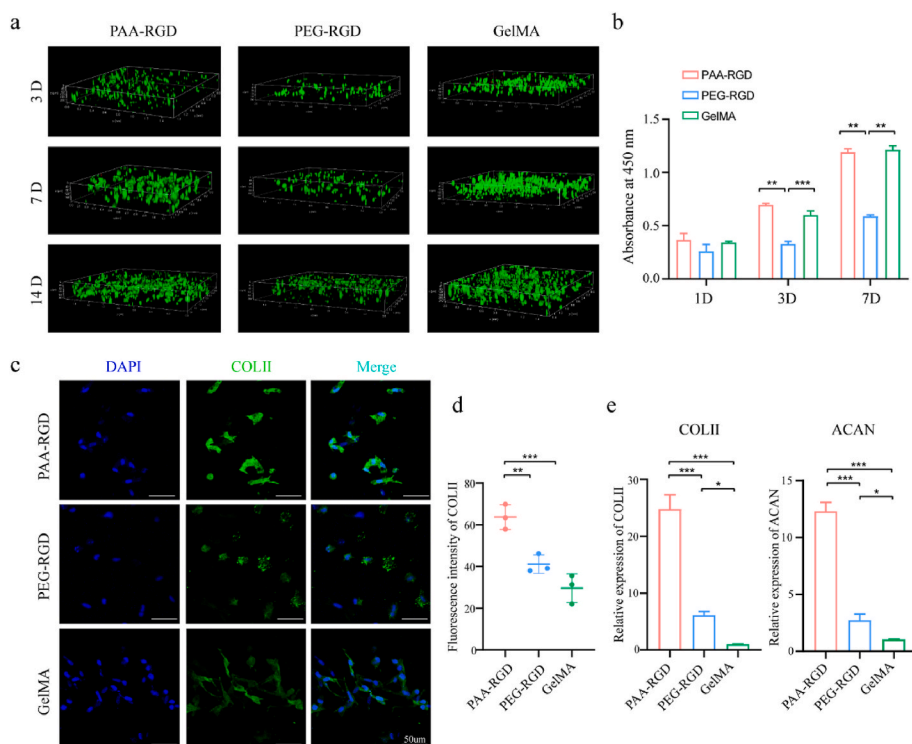 a
PAA-RGD PEG-RGD GelMA
3 D
7 D
14 D
b
PAA-RGD
PEG-RGD
GelMA
** **
** ***
Absorbance at 450 nm
1.5
1.0
0.5
0.0
1D 3D 7D
c
DAPI COLII Merge
PAA-RGD
PEG-RGD
GelMA
50um
d
***
**
Fluorescence intensity of COLII
80
60
40
20
0
PAA-RGD PEG-RGD GelMA
e
COLII
***
***
*
Relative expression of COLII
30
20
10
0
PAA-RGD PEG-RGD GelMA
ACAN
***
***
*
Relative expression of ACAN
15
10
5
0
PAA-RGD PEG-RGD GelMA